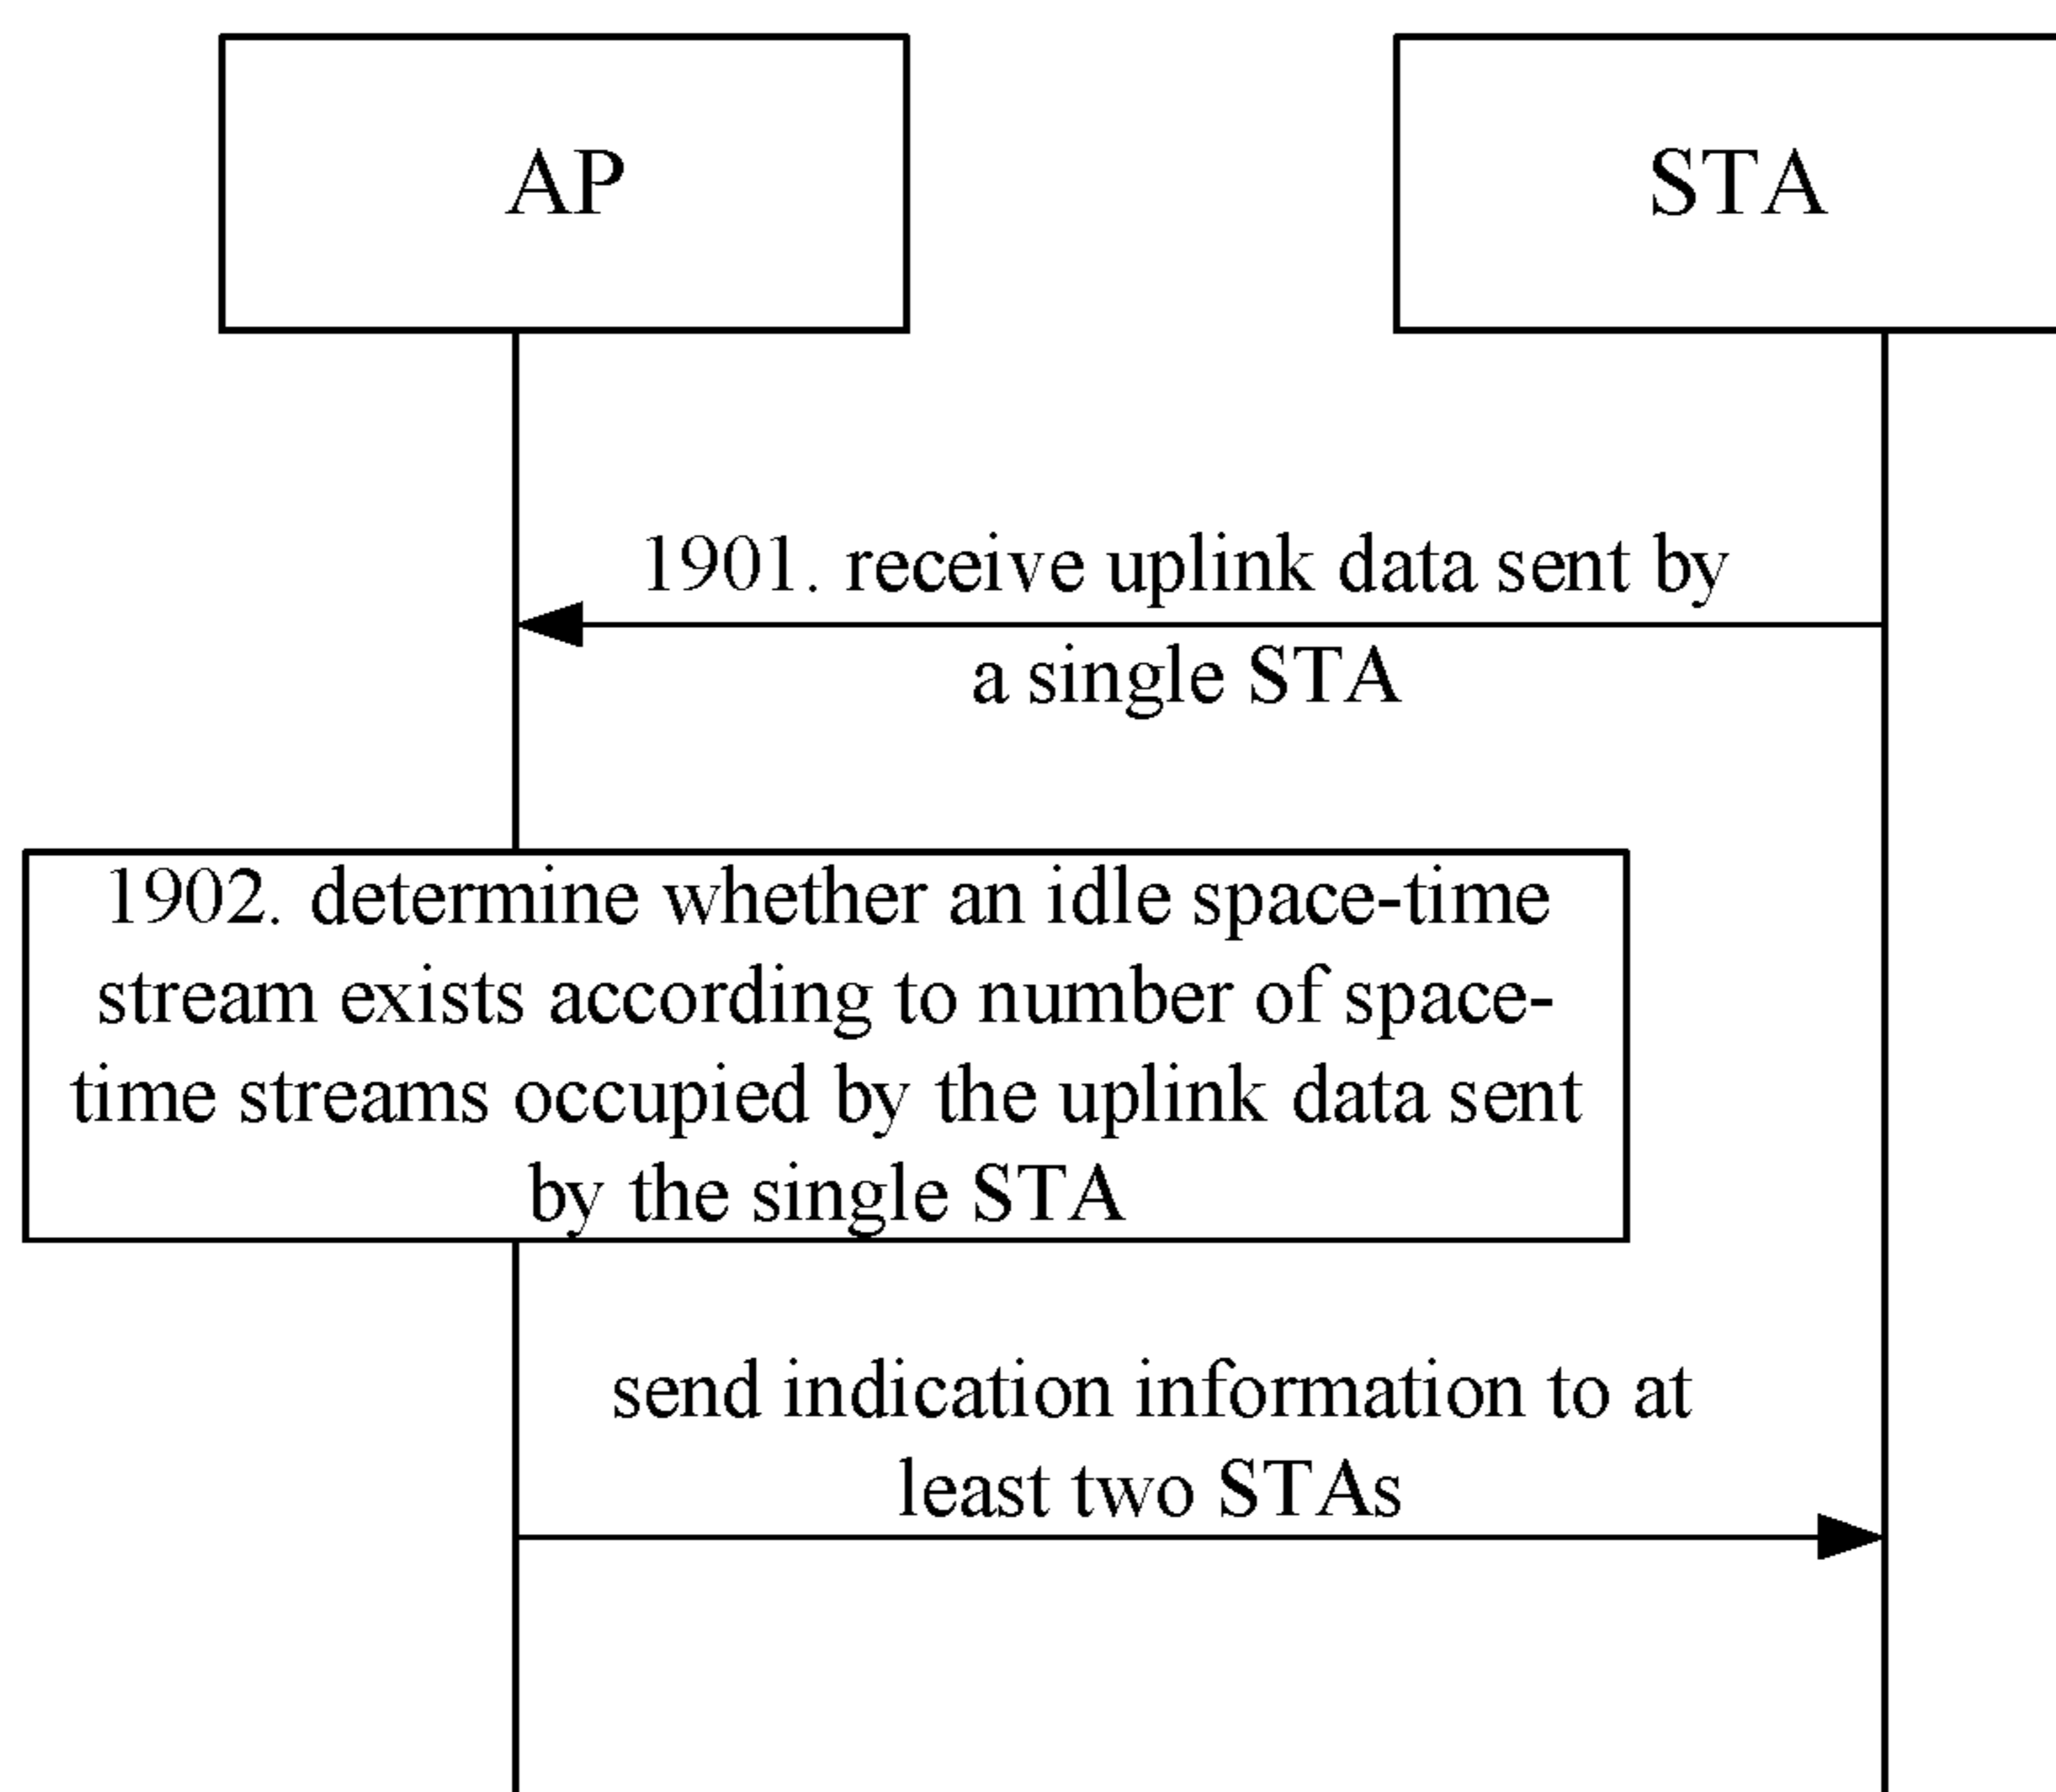 AP
STA
1901. receive uplink data sent by
a single STA
1902. determine whether an idle space-time
stream exists according to number of space-
time streams occupied by the uplink data sent
by the single STA
send indication information to at
least two STAs